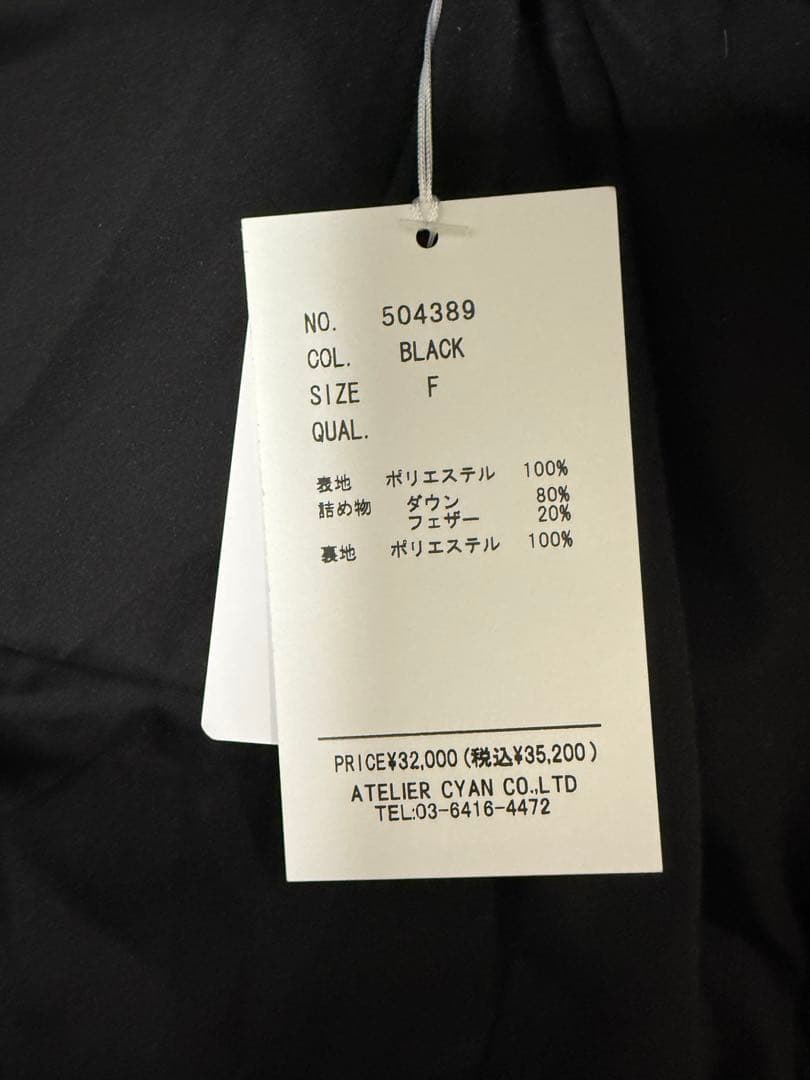 NO. 504389
COL. BLACK
SIZE F
QUAL.
表地 ポリエステル 100%
詰め物 ダウン 80%
フェザー 20%
裏地 ポリエステル 100%
PRICE¥32,000(税込¥35,200)
ATELIER CYAN CO.,LTD
TEL:03-6416-4472